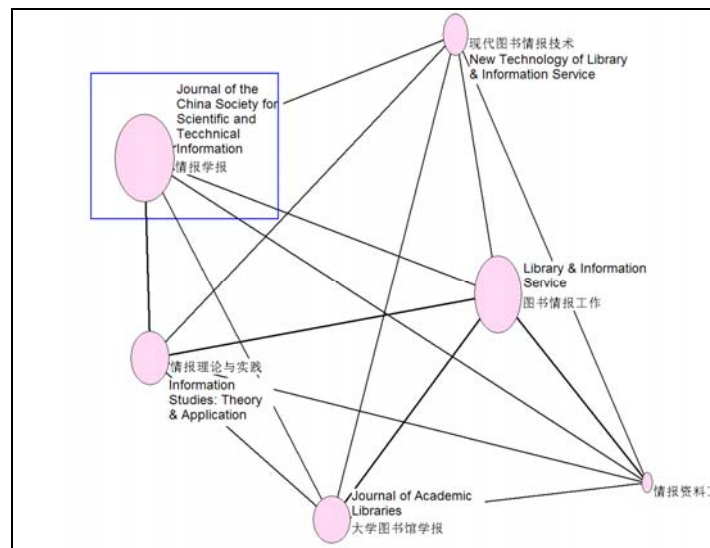 现代图书情报技术
New Technology of Library
& Information Service
Journal of the
China Society for
Scientific and
Tecchnical
Information
情报学报
Library & Information
Service
图书情报工作
情报理论与实践
Information
Studies: Theory
& Application
Journal of Academic
Libraries
大学图书馆学报
情报资料